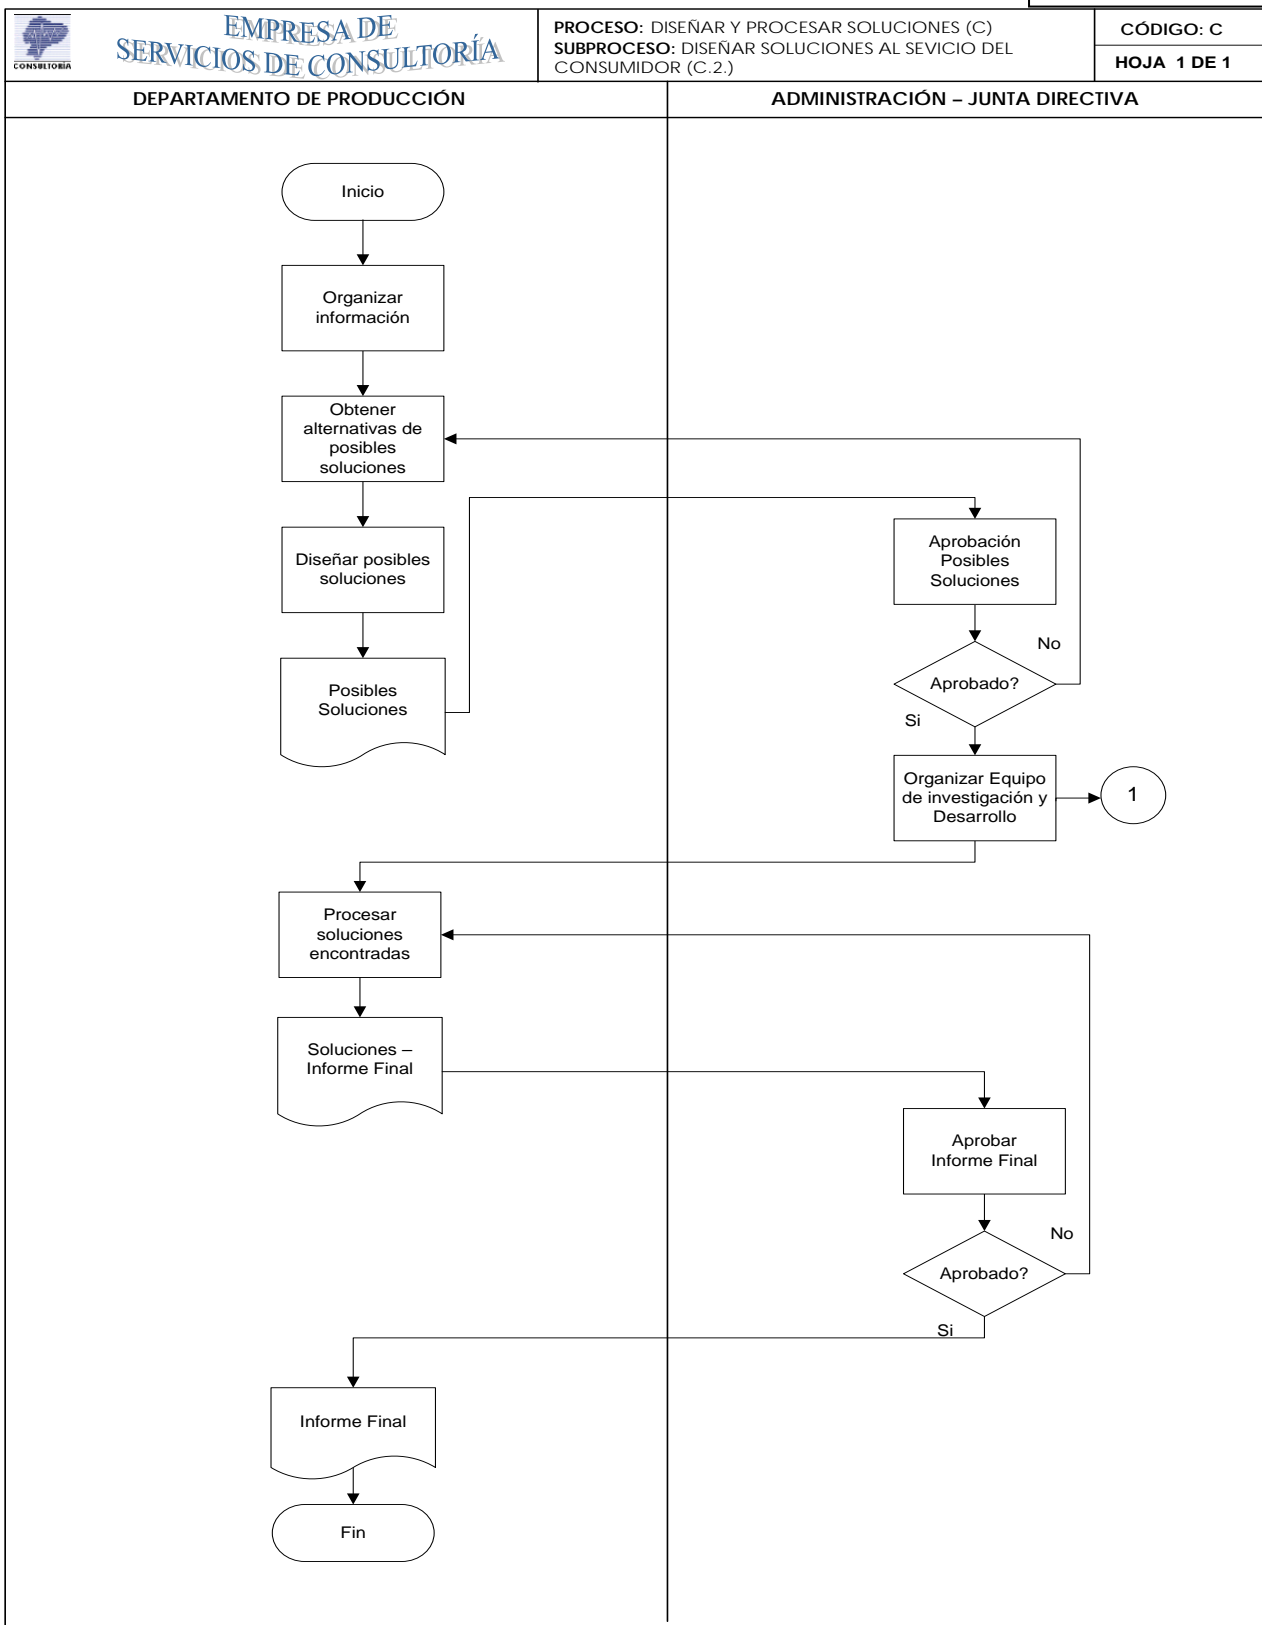 CONSULTORÍA
EMPRESA DE
SERVICIOS DE CONSULTORÍA
PROCESO: DISEÑAR Y PROCESAR SOLUCIONES (C)
SUBPROCESO: DISEÑAR SOLUCIONES AL SEVICIO DEL
CONSUMIDOR (C.2.)
CÓDIGO: C
HOJA 1 DE 1
DEPARTAMENTO DE PRODUCCIÓN
ADMINISTRACIÓN – JUNTA DIRECTIVA
Inicio
Organizar
información
Obtener
alternativas de
posibles
soluciones
Diseñar posibles
soluciones
Posibles
Soluciones
Aprobación
Posibles
Soluciones
No
Aprobado?
Si
Organizar Equipo
de investigación y
Desarrollo
1
Procesar
soluciones
encontradas
Soluciones –
Informe Final
Aprobar
Informe Final
No
Aprobado?
Si
Informe Final
Fin